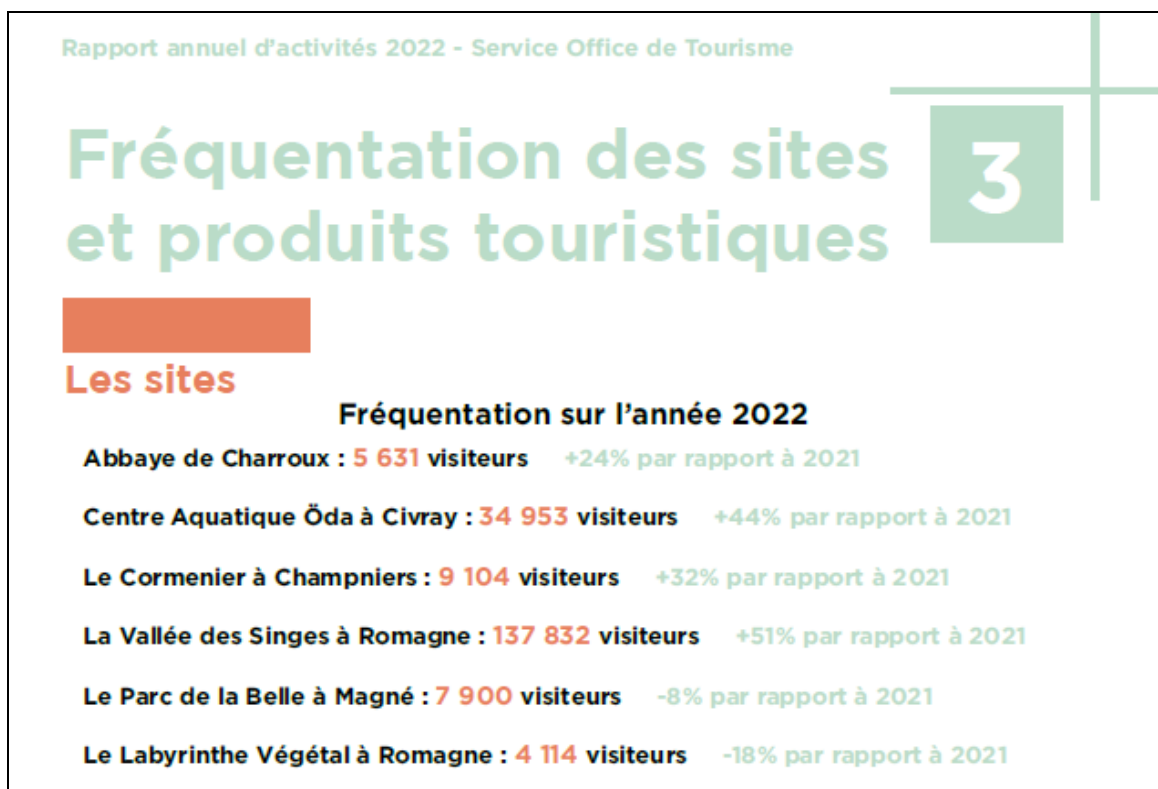 Rapport annuel d'activités 2022 - Service Office de Tourisme
Fréquentation des sites
et produits touristiques
3
Les sites
Fréquentation sur l'année 2022
Abbaye de Charroux : 5 631 visiteurs +24% par rapport à 2021
Centre Aquatique Öda à Civray : 34 953 visiteurs +44% par rapport à 2021
Le Cormenier à Champniers : 9 104 visiteurs +32% par rapport à 2021
La Vallée des Singes à Romagne : 137 832 visiteurs +51% par rapport à 2021
Le Parc de la Belle à Magné : 7 900 visiteurs -8% par rapport à 2021
Le Labyrinthe Végétal à Romagne : 4 114 visiteurs -18% par rapport à 2021